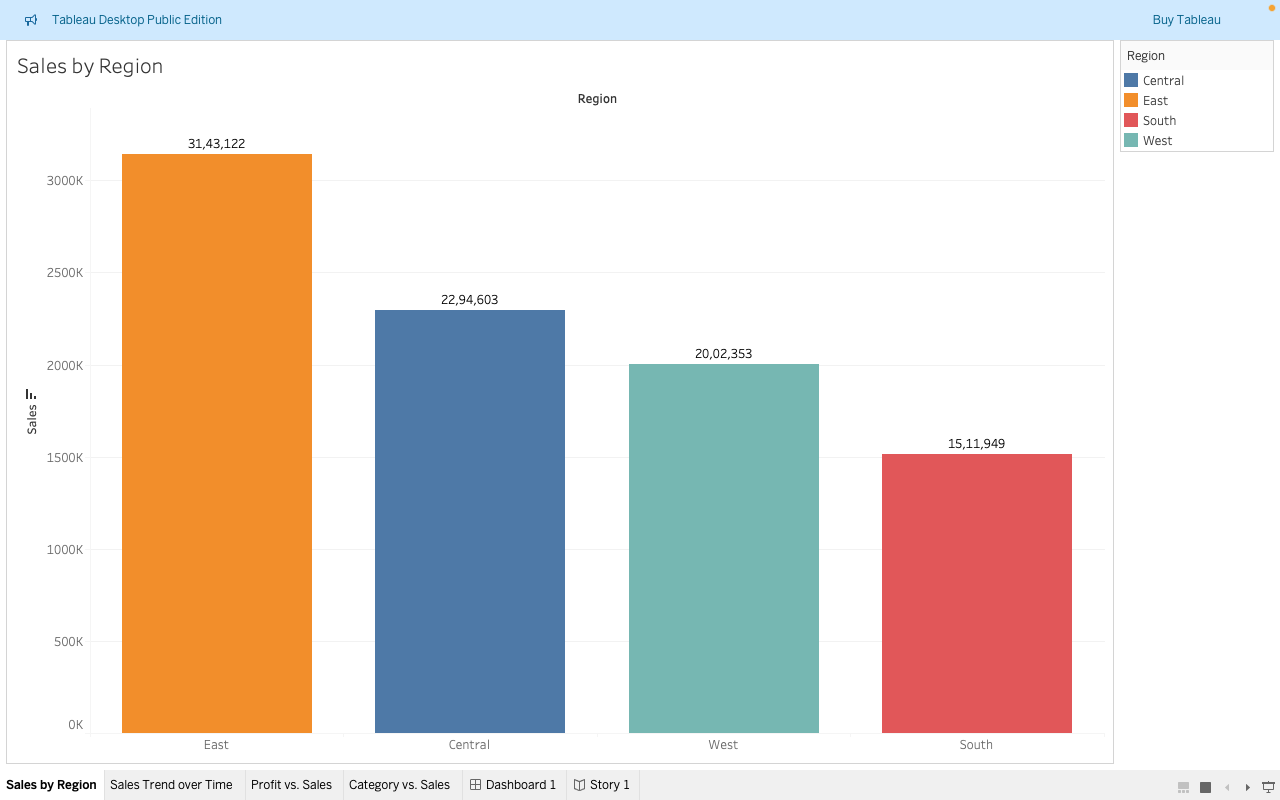 Tableau Desktop Public Edition
Buy Tableau
Sales by Region
Region
31,43,122
22,94,603
20,02,353
15,11,949
3000K
2500K
2000K
1500K
1000K
500K
0K
Sales
East
Central
West
South
Region
Central
East
South
West
Sales by Region
Sales Trend over Time
Profit vs. Sales
Category vs. Sales
Dashboard 1
Story 1